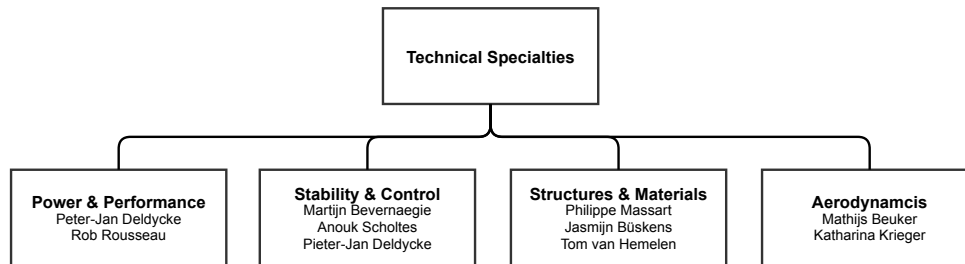 Technical Specialties
Power & Performance
Peter-Jan Deldycke
Rob Rousseau
Stability & Control
Martijn Bevernaegie
Anouk Scholtes
Pieter-Jan Deldycke
Structures & Materials
Philippe Massart
Jasmijn Büskens
Tom van Hemelen
Aerodynamcis
Mathijs Beuker
Katharina Krieger